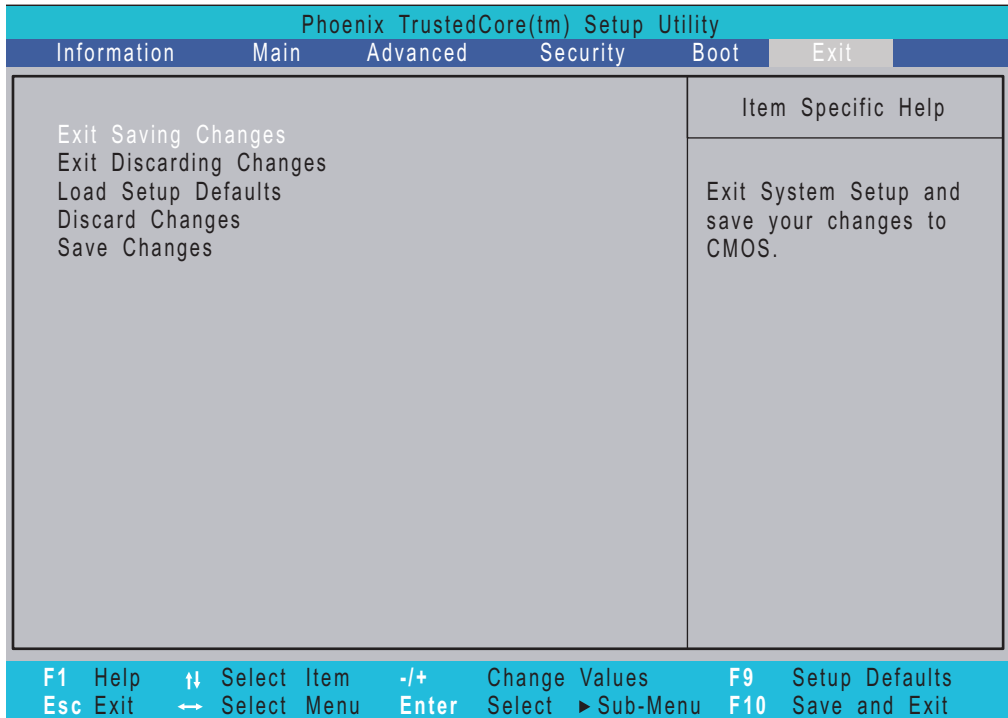 Phoenix TrustedCore(tm) Setup Utility
Information Main Advanced Security Boot Exit
Item Specific Help
Exit Saving Changes
Exit Discarding Changes
Load Setup Defaults
Discard Changes
Save Changes
Exit System Setup and
save your changes to
CMOS.
F1 Help ↑↓ Select Item -/+ Change Values F9 Setup Defaults
Esc Exit ↔ Select Menu Enter Select ▶ Sub-Menu F10 Save and Exit